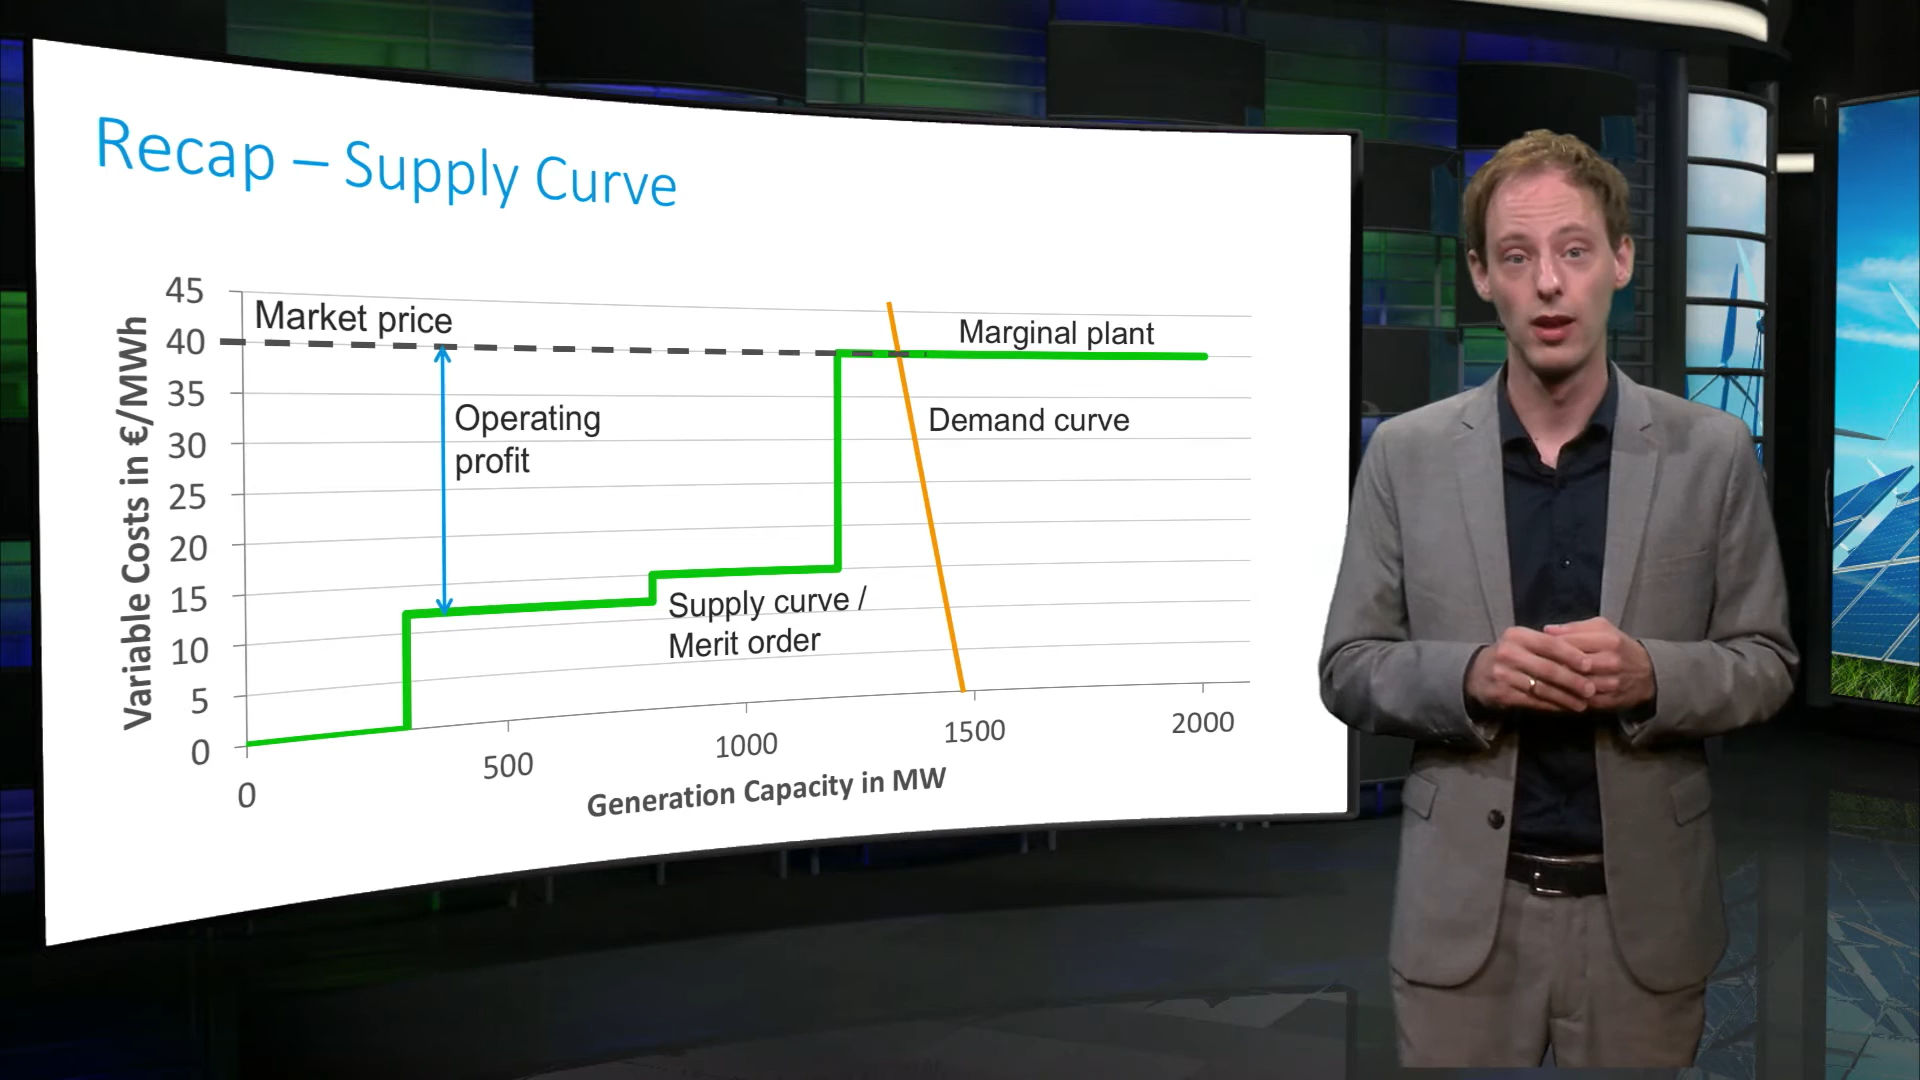 Recap – Supply Curve
Variable Costs in €/MWh
45
40
35
30
25
20
15
10
5
0
Market price
Marginal plant
Operating
profit
Demand curve
Supply curve /
Merit order
0
500
1000
1500
2000
Generation Capacity in MW